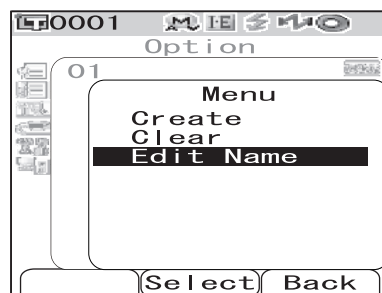 0001 M I·E
Option
01
Menu
Create
Clear
Edit Name
Select Back